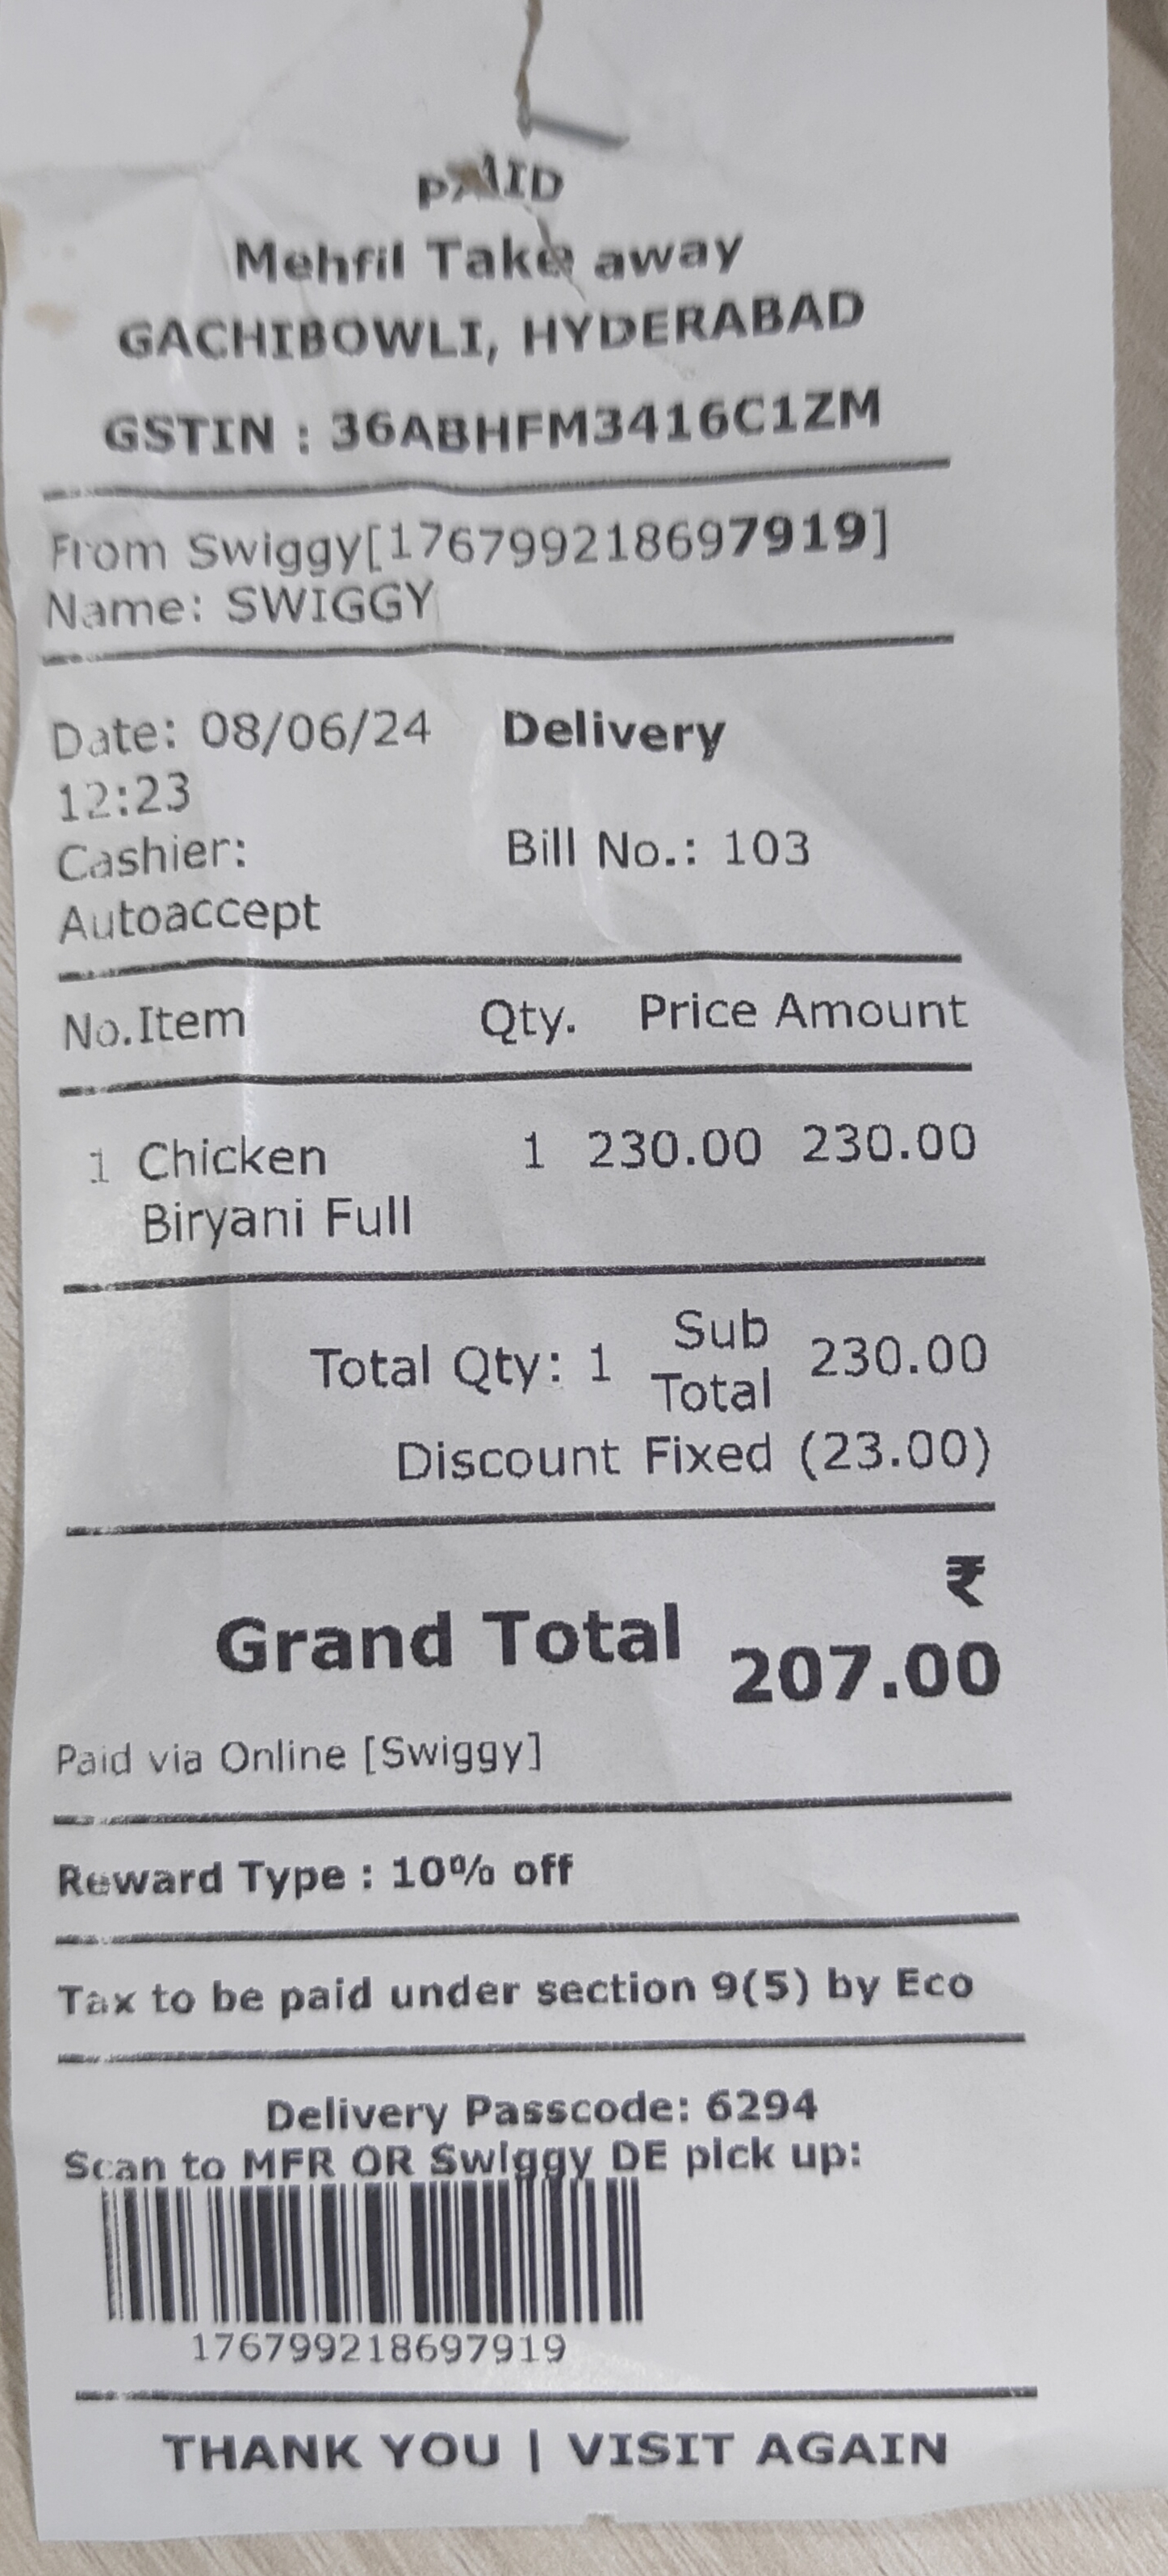 PAID
Mehfil Take away
GACHIBOWLI, HYDERABAD
GSTIN : 36ABHFM3416C1ZM
From Swiggy[176799218697919]
Name: SWIGGY
Date: 08/06/24 Delivery
12:23
Cashier: Bill No.: 103
Autoaccept
No.Item Qty. Price Amount
1 Chicken 1 230.00 230.00
Biryani Full
Total Qty: 1 Sub Total 230.00
Discount Fixed (23.00)
₹
Grand Total 207.00
Paid via Online [Swiggy]
Reward Type : 10% off
Tax to be paid under section 9(5) by Eco
Delivery Passcode: 6294
Scan to MFR OR Swiggy DE pick up:
176799218697919
THANK YOU | VISIT AGAIN